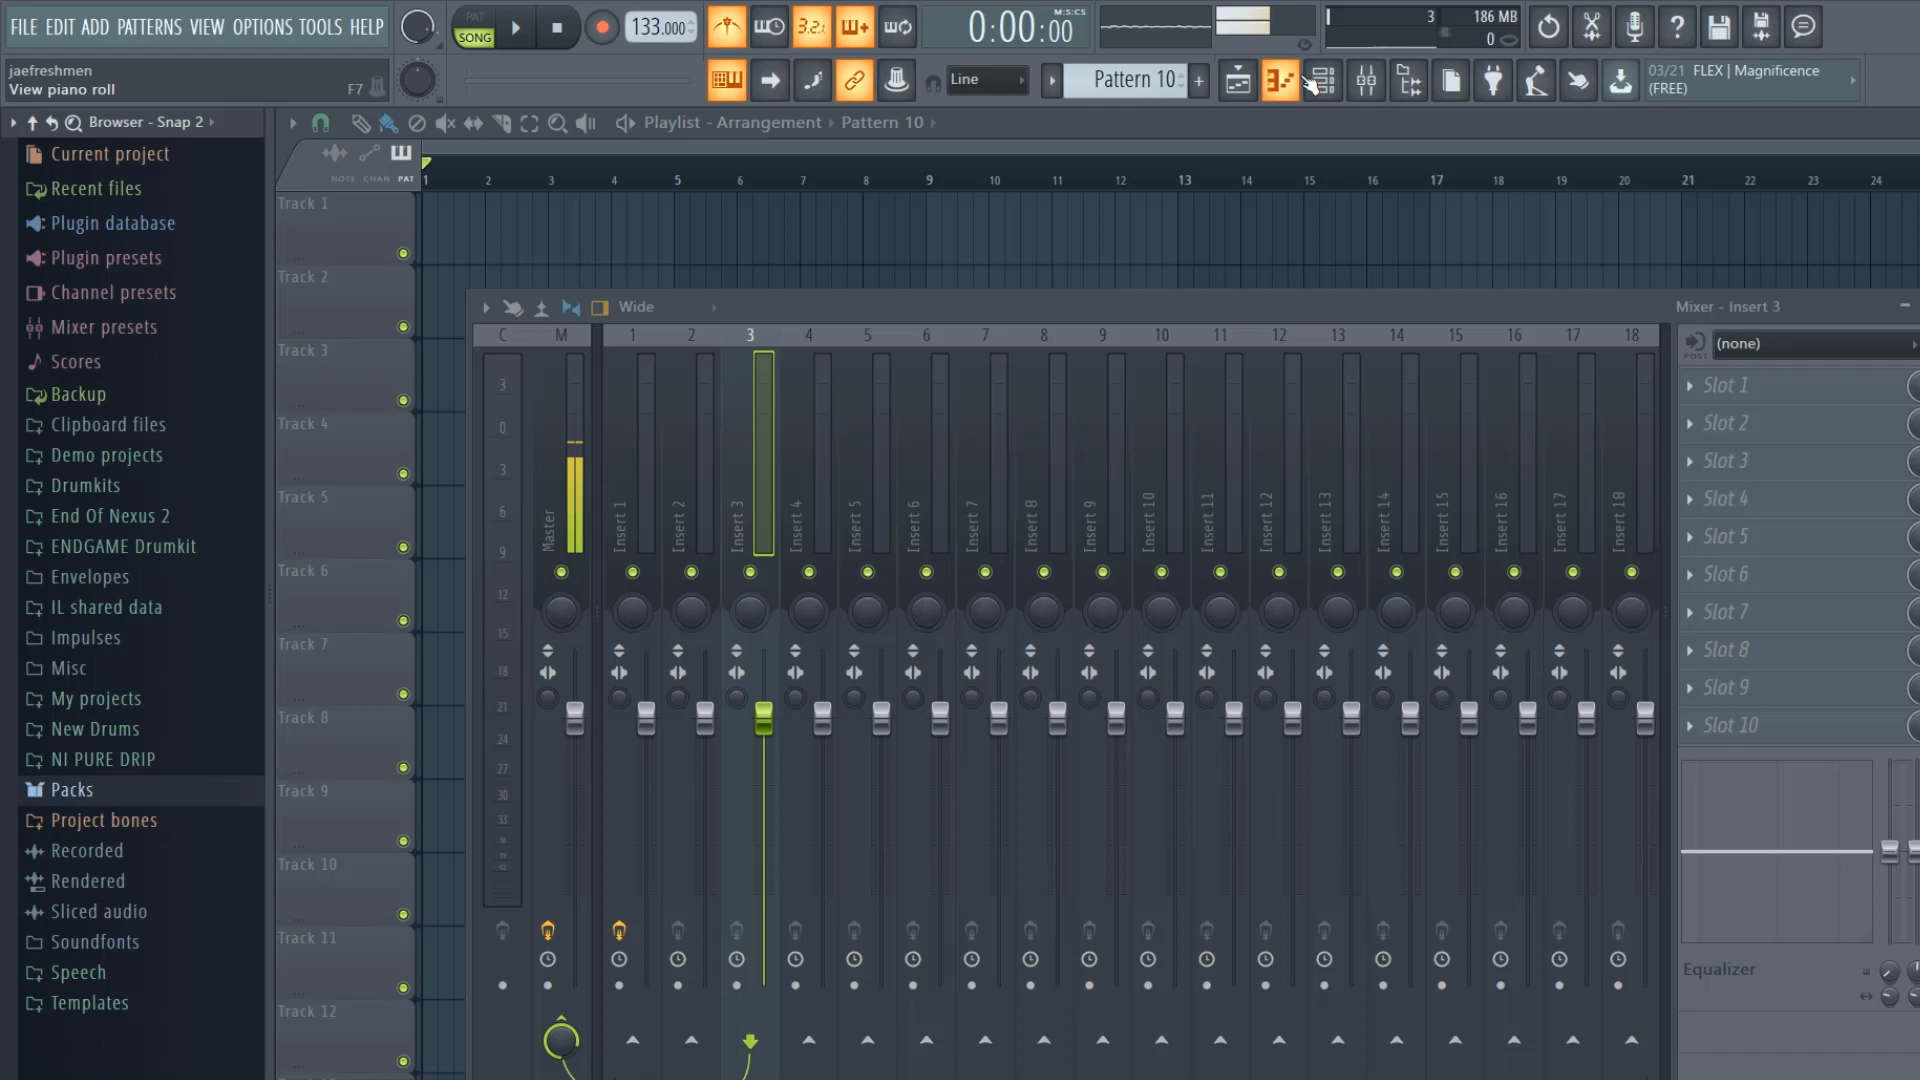 FILE EDIT ADD PATTERNS VIEW OPTIONS TOOLS HELP
PAT
SONG
133.000
3.2.
0:00:00
M:S:CS
3
186 MB
0
jaefreshmen
View piano roll
F7
Line
Pattern 10
+
03/21 FLEX | Magnificence
(FREE)
Browser - Snap 2
Playlist - Arrangement
Pattern 10
NOTE CHAN PAT
1 2 3 4 5 6 7 8 9 10 11 12 13 14 15 16 17 18 19 20 21 22 23 24
Current project
Recent files
Plugin database
Plugin presets
Channel presets
Mixer presets
Scores
Backup
Clipboard files
Demo projects
Drumkits
End Of Nexus 2
ENDGAME Drumkit
Envelopes
IL shared data
Impulses
Misc
My projects
New Drums
NI PURE DRIP
Packs
Project bones
Recorded
Rendered
Sliced audio
Soundfonts
Speech
Templates
Track 1
Track 2
Track 3
Track 4
Track 5
Track 6
Track 7
Track 8
Track 9
Track 10
Track 11
Track 12
Wide
Mixer - Insert 3
C M 1 2 3 4 5 6 7 8 9 10 11 12 13 14 15 16 17 18
3
0
3
6
9
12
15
18
21
24
27
30
33
Master
Insert 1
Insert 2
Insert 3
Insert 4
Insert 5
Insert 6
Insert 7
Insert 8
Insert 9
Insert 10
Insert 11
Insert 12
Insert 13
Insert 14
Insert 15
Insert 16
Insert 17
Insert 18
POST
(none)
Slot 1
Slot 2
Slot 3
Slot 4
Slot 5
Slot 6
Slot 7
Slot 8
Slot 9
Slot 10
Equalizer